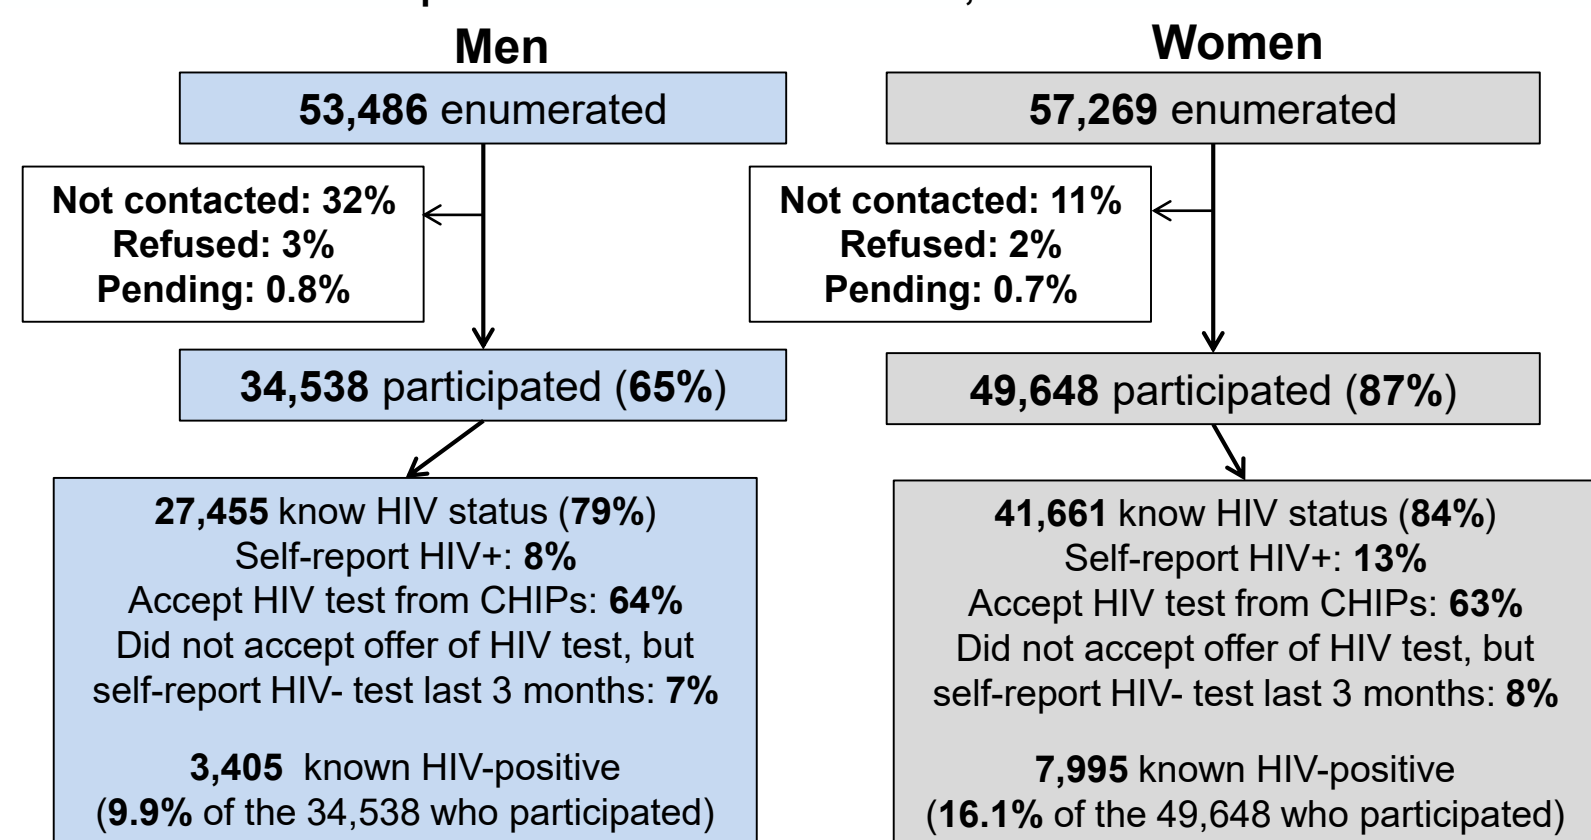 Men
53,486 enumerated
Not contacted: 32%
Refused: 3%
Pending: 0.8%
34,538 participated (65%)
27,455 know HIV status (79%)
Self-report HIV+: 8%
Accept HIV test from CHIPs: 64%
Did not accept offer of HIV test, but
self-report HIV- test last 3 months: 7%
3,405 known HIV-positive
(9.9% of the 34,538 who participated)
Women
57,269 enumerated
Not contacted: 11%
Refused: 2%
Pending: 0.7%
49,648 participated (87%)
41,661 know HIV status (84%)
Self-report HIV+: 13%
Accept HIV test from CHIPs: 63%
Did not accept offer of HIV test, but
self-report HIV- test last 3 months: 8%
7,995 known HIV-positive
(16.1% of the 49,648 who participated)